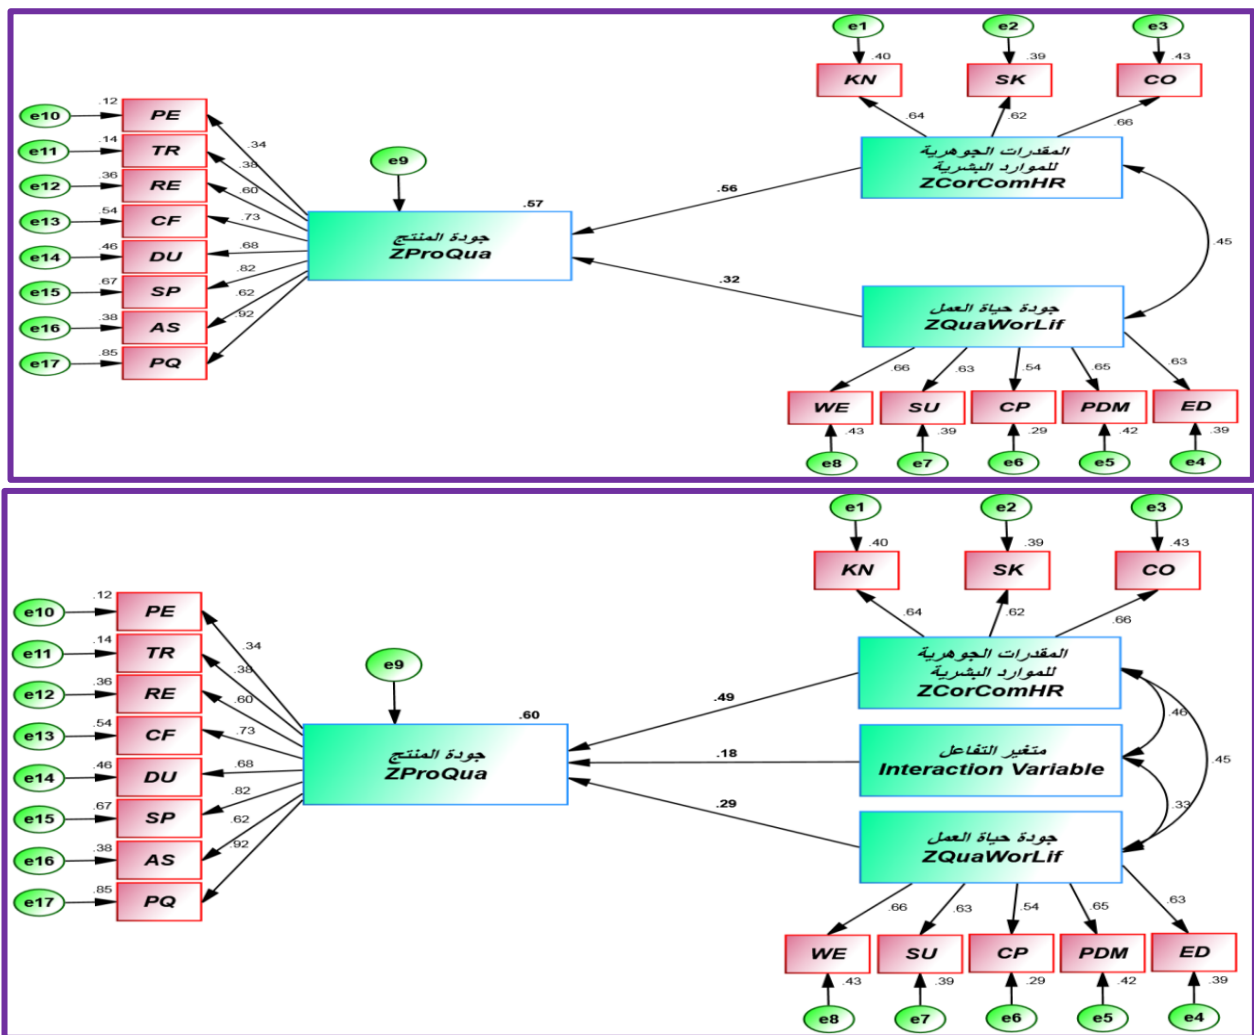 e1
e2
e3
.40
.39
.43
KN
SK
CO
.64
.62
.66
المقدرات الجوهرية
للموارد البشرية
ZCorComHR
e10
.12
PE
.34
e11
.14
TR
.38
e12
.36
RE
.60
e13
.54
CF
.73
e14
.46
DU
.68
e15
.67
SP
.82
e16
.38
AS
.62
e17
.85
PQ
.92
e9
.57
جودة المنتج
ZProQua
.56
.32
.45
جودة حياة العمل
ZQuaWorLif
.66
.63
.54
.65
.63
WE
SU
CP
PDM
ED
.43
.39
.29
.42
.39
e8
e7
e6
e5
e4
e1
e2
e3
.40
.39
.43
KN
SK
CO
.64
.62
.66
المقدرات الجوهرية
للموارد البشرية
ZCorComHR
e10
.12
PE
.34
e11
.14
TR
.38
e12
.36
RE
.60
e13
.54
CF
.73
e14
.46
DU
.68
e15
.67
SP
.82
e16
.38
AS
.62
e17
.85
PQ
.92
e9
.60
جودة المنتج
ZProQua
.49
.18
.29
متغير التفاعل
Interaction Variable
.46
.45
.33
جودة حياة العمل
ZQuaWorLif
.66
.63
.54
.65
.63
WE
SU
CP
PDM
ED
.43
.39
.29
.42
.39
e8
e7
e6
e5
e4